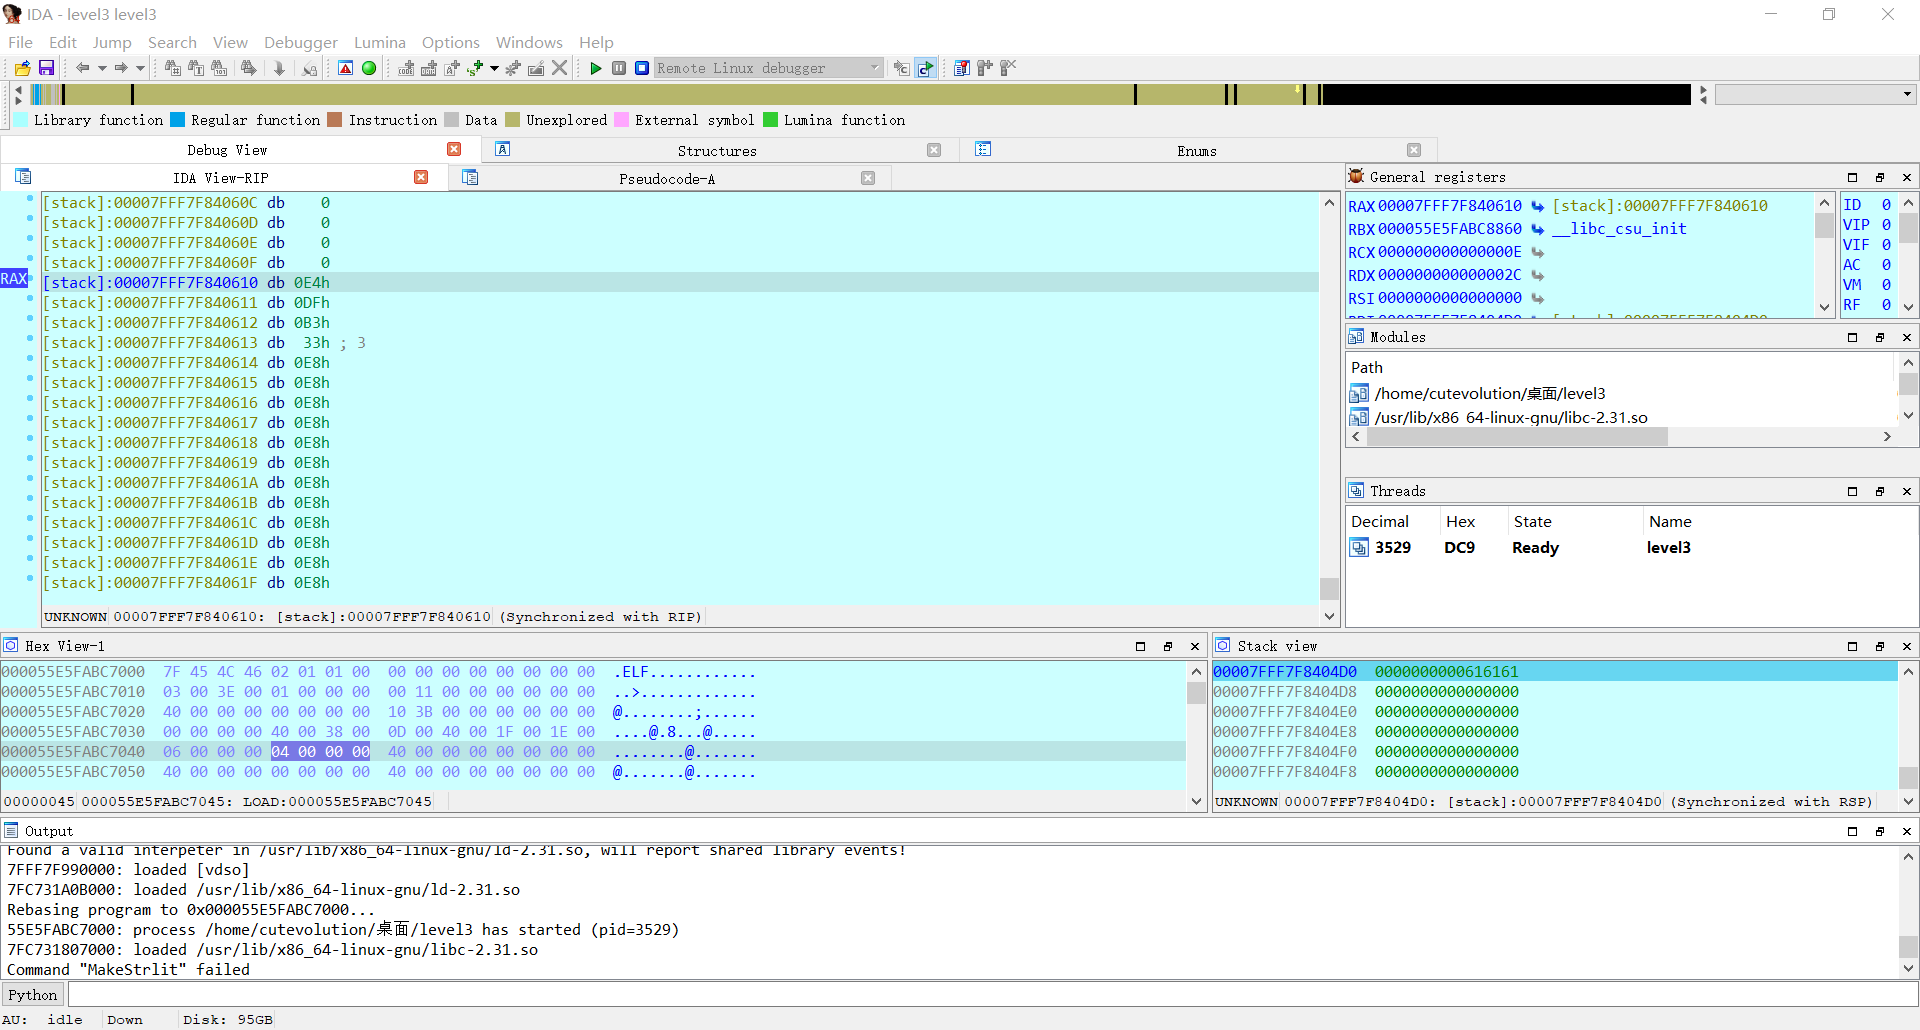 IDA - level3 level3
File Edit Jump Search View Debugger Lumina Options Windows Help
Remote Linux debugger
Library function Regular function Instruction Data Unexplored External symbol Lumina function
Debug View Structures Enums
IDA View-RIP Pseudocode-A
[stack]:00007FFF7F84060C db 0
[stack]:00007FFF7F84060D db 0
[stack]:00007FFF7F84060E db 0
[stack]:00007FFF7F84060F db 0
RAX [stack]:00007FFF7F840610 db 0E4h
[stack]:00007FFF7F840611 db 0DFh
[stack]:00007FFF7F840612 db 0B3h
[stack]:00007FFF7F840613 db 33h ; 3
[stack]:00007FFF7F840614 db 0E8h
[stack]:00007FFF7F840615 db 0E8h
[stack]:00007FFF7F840616 db 0E8h
[stack]:00007FFF7F840617 db 0E8h
[stack]:00007FFF7F840618 db 0E8h
[stack]:00007FFF7F840619 db 0E8h
[stack]:00007FFF7F84061A db 0E8h
[stack]:00007FFF7F84061B db 0E8h
[stack]:00007FFF7F84061C db 0E8h
[stack]:00007FFF7F84061D db 0E8h
[stack]:00007FFF7F84061E db 0E8h
[stack]:00007FFF7F84061F db 0E8h
UNKNOWN 00007FFF7F840610: [stack]:00007FFF7F840610 (Synchronized with RIP)
General registers
RAX 00007FFF7F840610 [stack]:00007FFF7F840610
RBX 000055E5FABC8860 __libc_csu_init
RCX 000000000000000E
RDX 000000000000002C
RSI 0000000000000000
ID 0
VIP 0
VIF 0
AC 0
VM 0
RF 0
Modules
Path
/home/cutevolution/桌面/level3
/usr/lib/x86_64-linux-gnu/libc-2.31.so
Threads
Decimal Hex State Name
3529 DC9 Ready level3
Hex View-1
000055E5FABC7000 7F 45 4C 46 02 01 01 00 00 00 00 00 00 00 00 00 .ELF............
000055E5FABC7010 03 00 3E 00 01 00 00 00 00 11 00 00 00 00 00 00 ..>.............
000055E5FABC7020 40 00 00 00 00 00 00 00 10 3B 00 00 00 00 00 00 @........;......
000055E5FABC7030 00 00 00 00 40 00 38 00 0D 00 40 00 1F 00 1E 00 ....@.8...@.....
000055E5FABC7040 06 00 00 00 04 00 00 00 40 00 00 00 00 00 00 00 ........@.......
000055E5FABC7050 40 00 00 00 00 00 00 00 40 00 00 00 00 00 00 00 @.......@.......
00000045 000055E5FABC7045: LOAD:000055E5FABC7045
Stack view
00007FFF7F8404D0 0000000000616161
00007FFF7F8404D8 0000000000000000
00007FFF7F8404E0 0000000000000000
00007FFF7F8404E8 0000000000000000
00007FFF7F8404F0 0000000000000000
00007FFF7F8404F8 0000000000000000
UNKNOWN 00007FFF7F8404D0: [stack]:00007FFF7F8404D0 (Synchronized with RSP)
Output
Found a valid interpeter in /usr/lib/x86_64-linux-gnu/ld-2.31.so, will report shared library events!
7FFF7F990000: loaded [vdso]
7FC731A0B000: loaded /usr/lib/x86_64-linux-gnu/ld-2.31.so
Rebasing program to 0x000055E5FABC7000...
55E5FABC7000: process /home/cutevolution/桌面/level3 has started (pid=3529)
7FC731807000: loaded /usr/lib/x86_64-linux-gnu/libc-2.31.so
Command "MakeStrlit" failed
Python
AU: idle Down Disk: 95GB